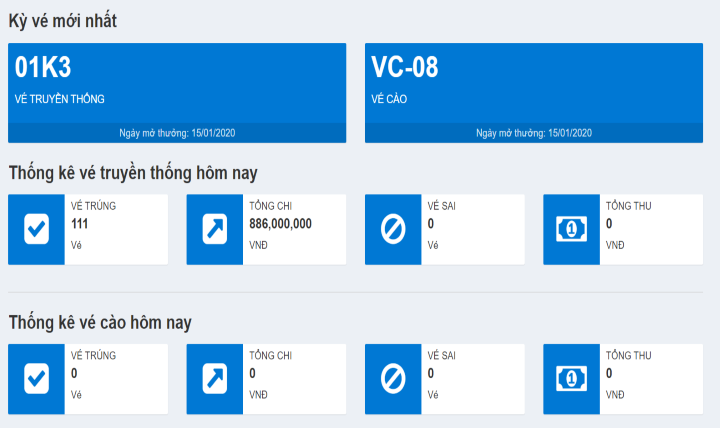 Kỳ vé mới nhất
01K3
VÉ TRUYỀN THỐNG
Ngày mở thưởng: 15/01/2020
VC-08
VÉ CÀO
Ngày mở thưởng: 15/01/2020
Thống kê vé truyền thống hôm nay
VÉ TRÚNG
111
Vé
TỔNG CHI
886,000,000
VNĐ
VÉ SAI
0
Vé
TỔNG THU
0
VNĐ
Thống kê vé cào hôm nay
VÉ TRÚNG
0
Vé
TỔNG CHI
0
VNĐ
VÉ SAI
0
Vé
TỔNG THU
0
VNĐ